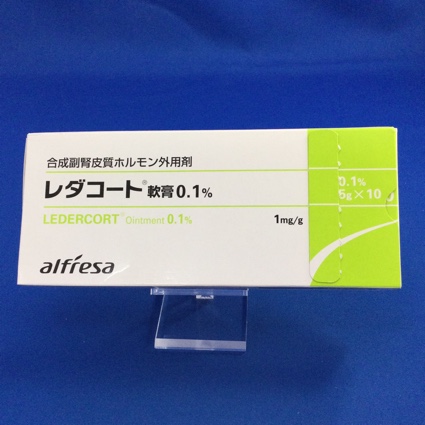 合成副腎皮質ホルモン外用剤
レダコート® 軟膏 0.1%
LEDERCORT® Ointment 0.1%
1mg/g
0.1%
5g×10
alfresa